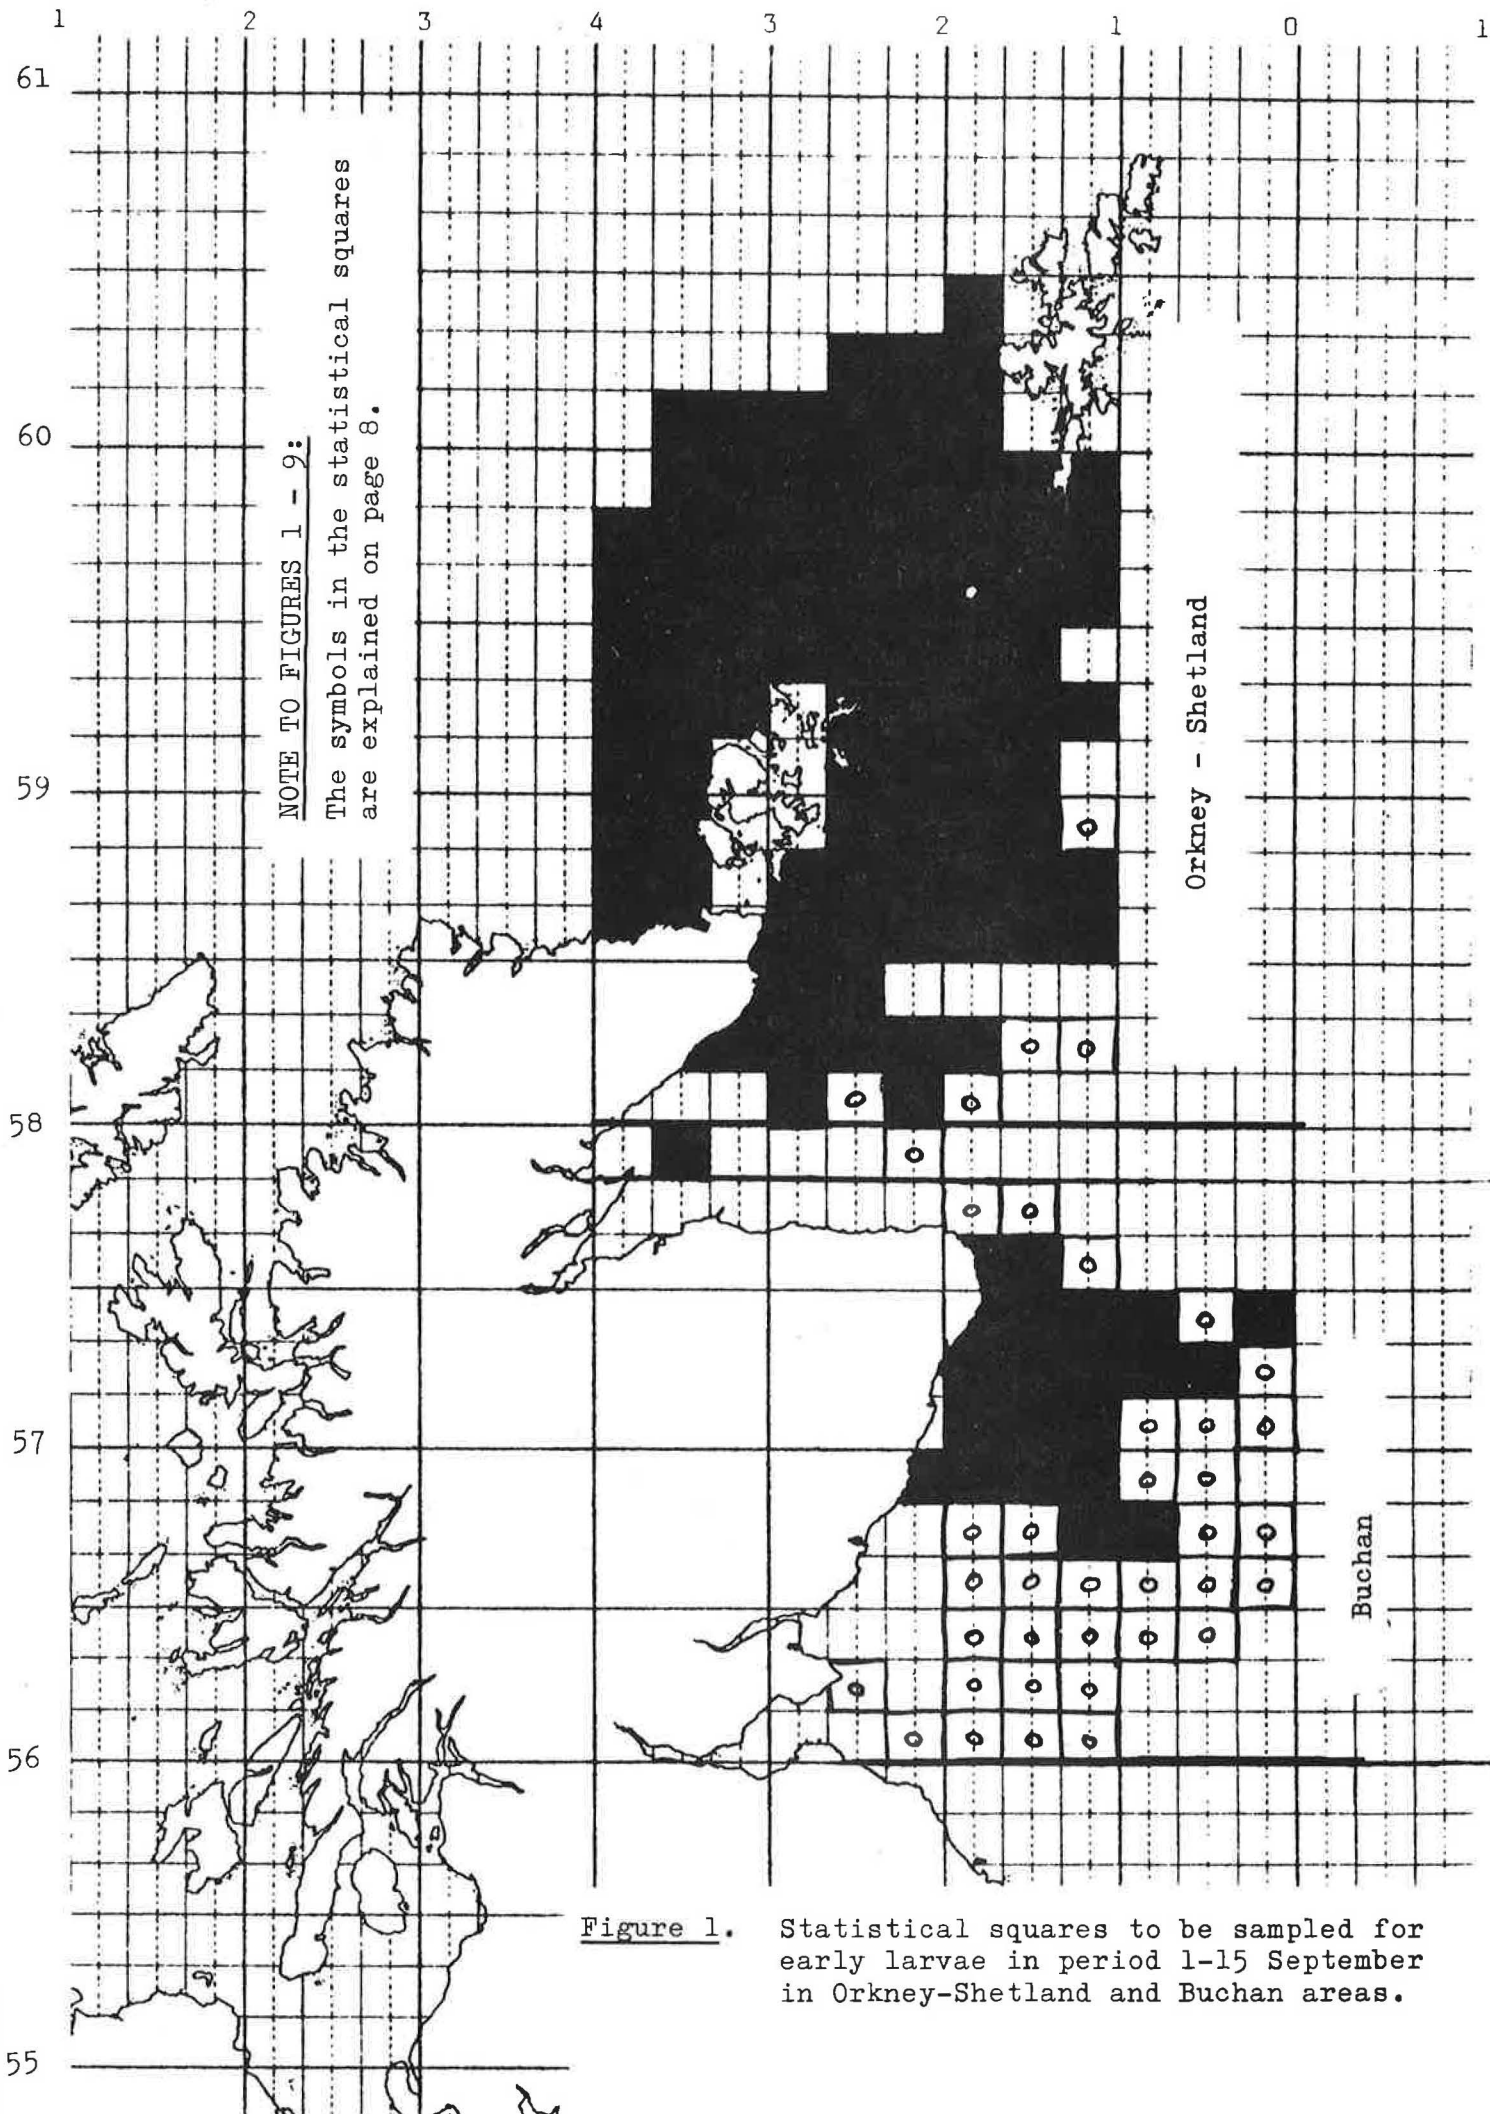 1 2 3 4 3 2 1 0 1
61
60
59
58
57
56
55
NOTE TO FIGURES 1 - 9:
The symbols in the statistical squares
are explained on page 8.
Orkney - Shetland
Buchan
Figure 1. Statistical squares to be sampled for
early larvae in period 1-15 September
in Orkney-Shetland and Buchan areas.